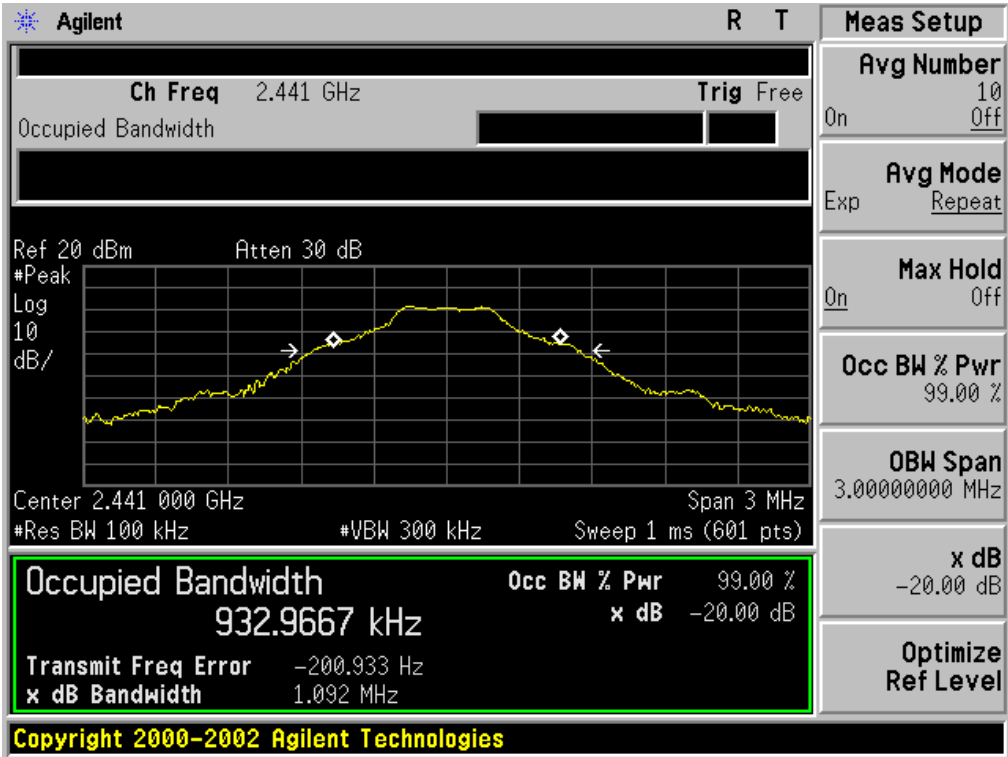 Agilent R T
Ch Freq 2.441 GHz Trig Free
Occupied Bandwidth
Ref 20 dBm Atten 30 dB
#Peak
Log
10
dB/
Center 2.441 000 GHz Span 3 MHz
#Res BW 100 kHz #VBW 300 kHz Sweep 1 ms (601 pts)
Occupied Bandwidth Occ BW % Pwr 99.00 %
932.9667 kHz x dB -20.00 dB
Transmit Freq Error -200.933 Hz
x dB Bandwidth 1.092 MHz
Copyright 2000-2002 Agilent Technologies
Meas Setup
Avg Number
10
On Off
Avg Mode
Exp Repeat
Max Hold
On Off
Occ BW % Pwr
99.00 %
OBW Span
3.00000000 MHz
x dB
-20.00 dB
Optimize
Ref Level